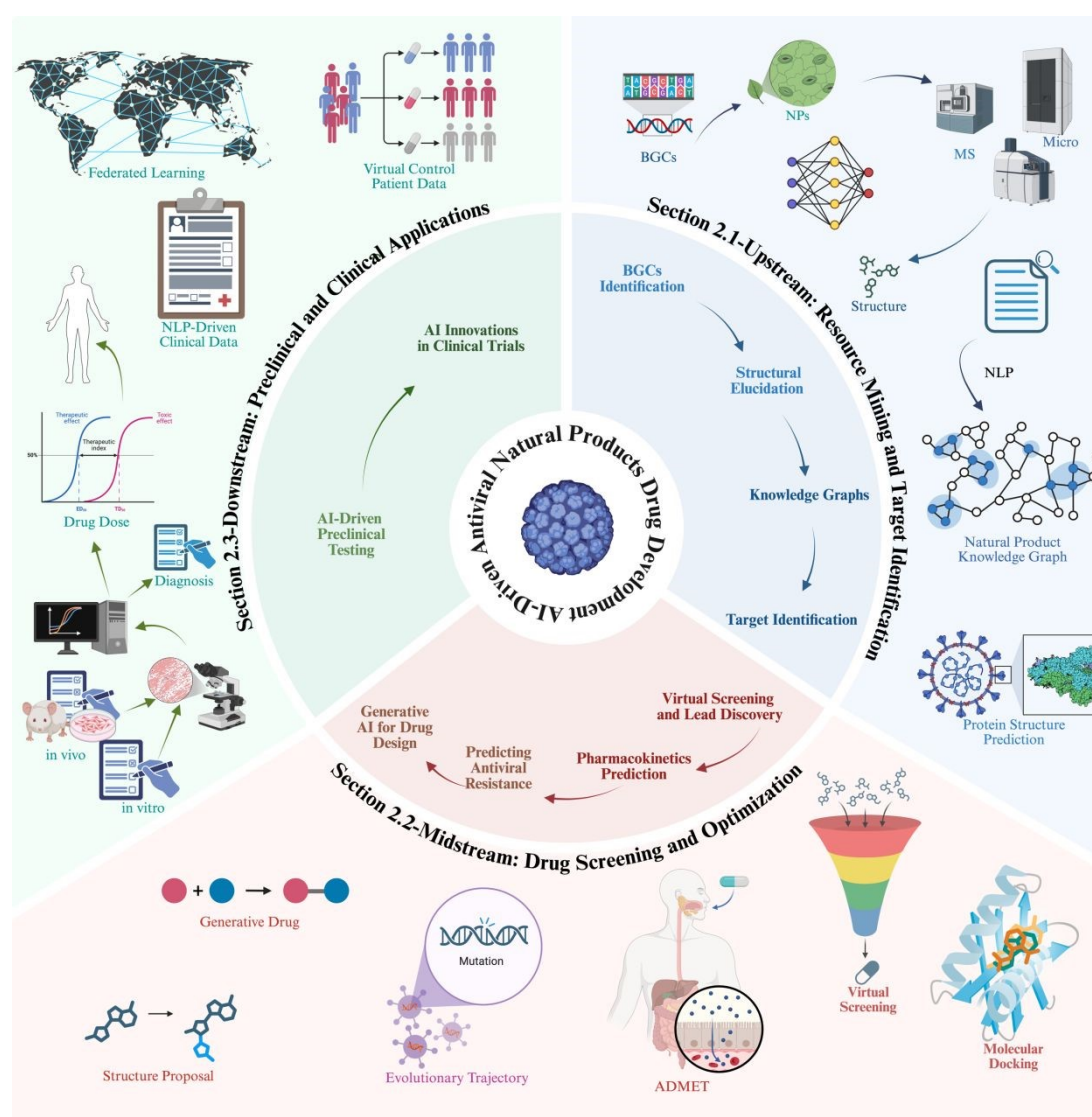 Federated Learning
Virtual Control
Patient Data
NLP-Driven
Clinical Data
Therapeutic
effect
Toxic
effect
Therapeutic
index
50%
ED₅₀
TD₅₀
Drug Dose
Diagnosis
in vivo
in vitro
Section 2.3-Downstream: Preclinical and Clinical Applications
AI Innovations
in Clinical Trials
AI-Driven
Preclinical
Testing
TACGCTGA
ATGCGACT
BGCs
NPs
MS
Micro
Structure
NLP
Natural Product
Knowledge Graph
Protein Structure
Prediction
Section 2.1-Upstream: Resource Mining and Target Identification
BGCs
Identification
Structural
Elucidation
Knowledge Graphs
Target Identification
AI-Driven Antiviral Natural Products Drug Development
Virtual Screening
and Lead Discovery
Pharmacokinetics
Prediction
Predicting
Antiviral
Resistance
Generative
AI for Drug
Design
Section 2.2-Midstream: Drug Screening and Optimization
Generative Drug
Structure Proposal
Mutation
Evolutionary Trajectory
ADMET
Virtual
Screening
Molecular
Docking